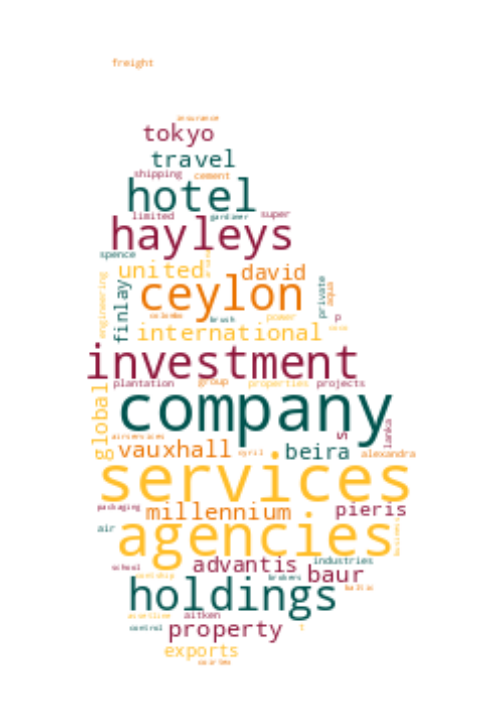 freight
insurance
tokyo
travel
shipping cement
hotel
limited gardiner super
hayleys
spence
united david
engineering finlay ceylon private aqua
colombo brush power p
international
investment
plantation group properties projects
global company
airservices s lanka
vauxhall cyril beira alexandra
services
packaging millennium pieris
air agencies business
school advantis industries
baur
brokers
holdings
aitken
control property t
exports